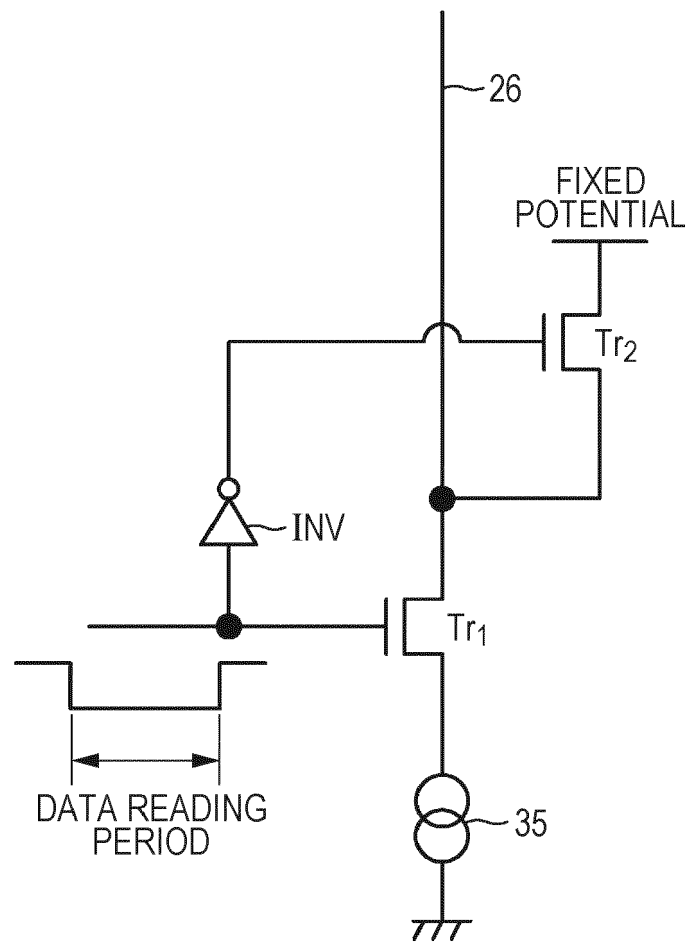 26
FIXED
POTENTIAL
Tr₂
INV
Tr₁
DATA READING
PERIOD
35